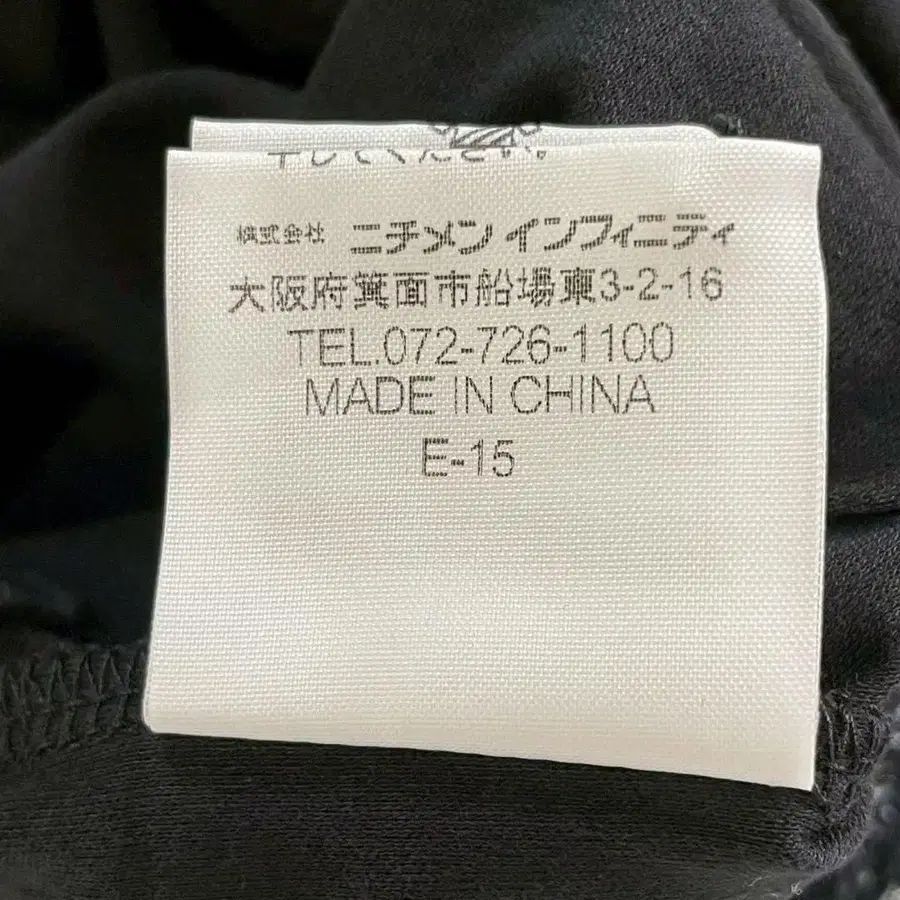 株式会社 ニチメン インフィニティ
大阪府箕面市船場東3-2-16
TEL.072-726-1100
MADE IN CHINA
E-15